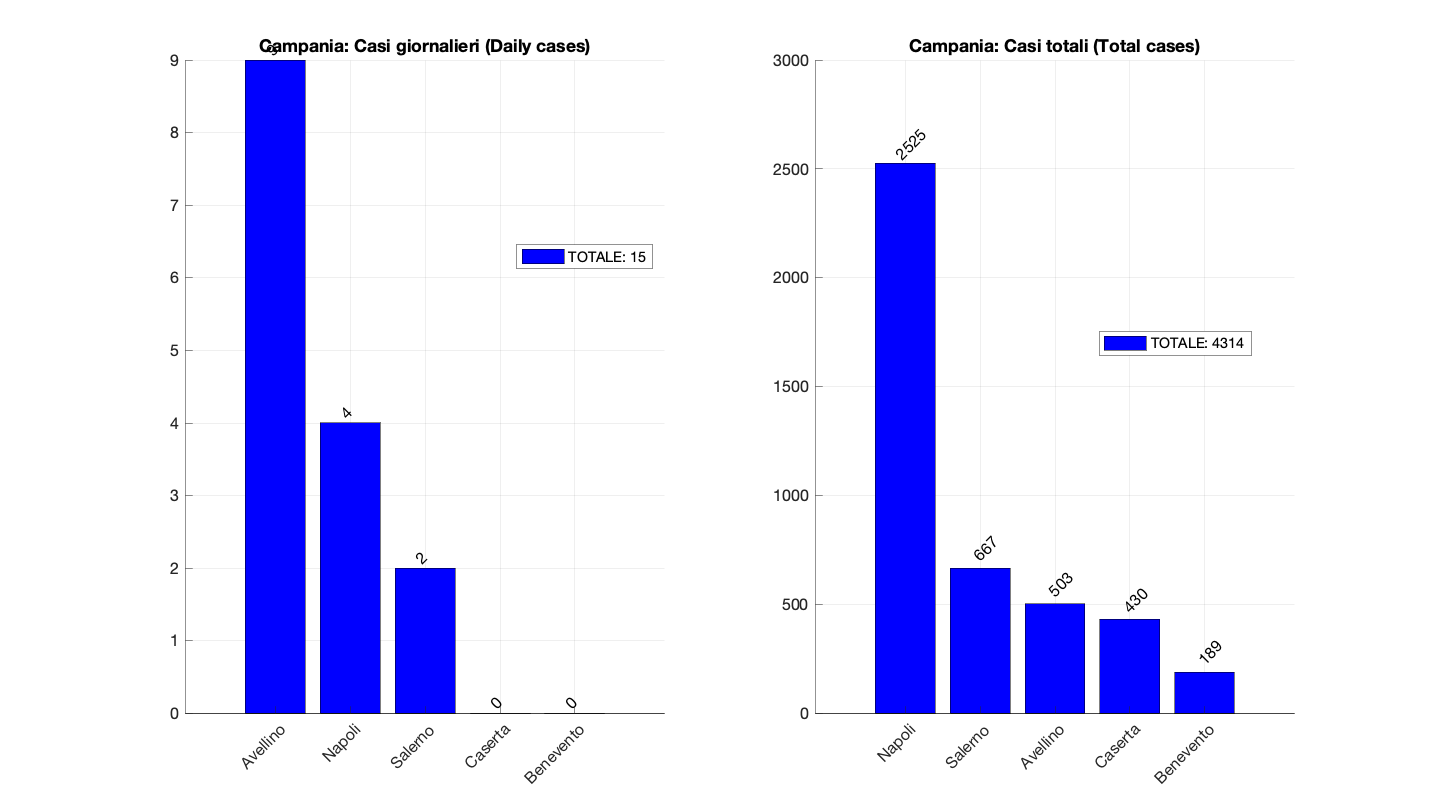 Campania: Casi giornalieri (Daily cases)
9
8
7
6
5
4
3
2
1
0
9
4
2
0
0
TOTALE: 15
Avellino
Napoli
Salerno
Caserta
Benevento
Campania: Casi totali (Total cases)
3000
2500
2000
1500
1000
500
0
2525
667
503
430
189
TOTALE: 4314
Napoli
Salerno
Avellino
Caserta
Benevento